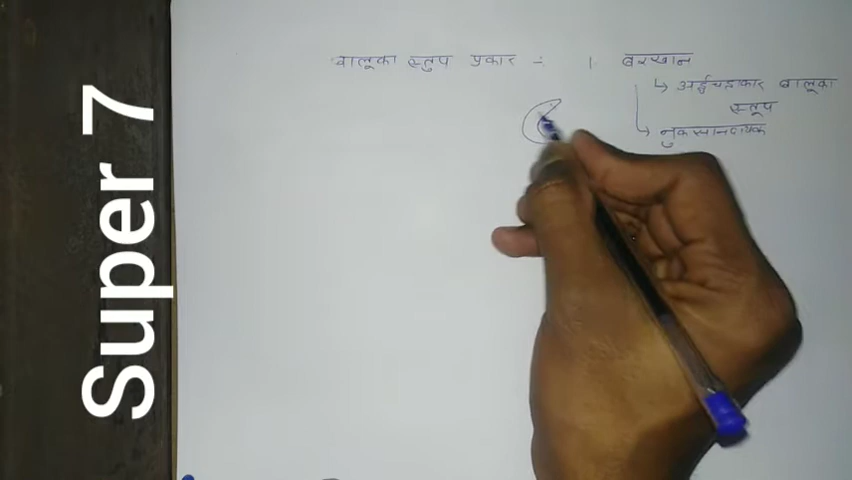 बालूका स्तुप प्रकार :- 1. बरखान
↳ अर्द्धचंद्राकार बालूका
स्तूप
↳ नुकसानदायक
Super 7